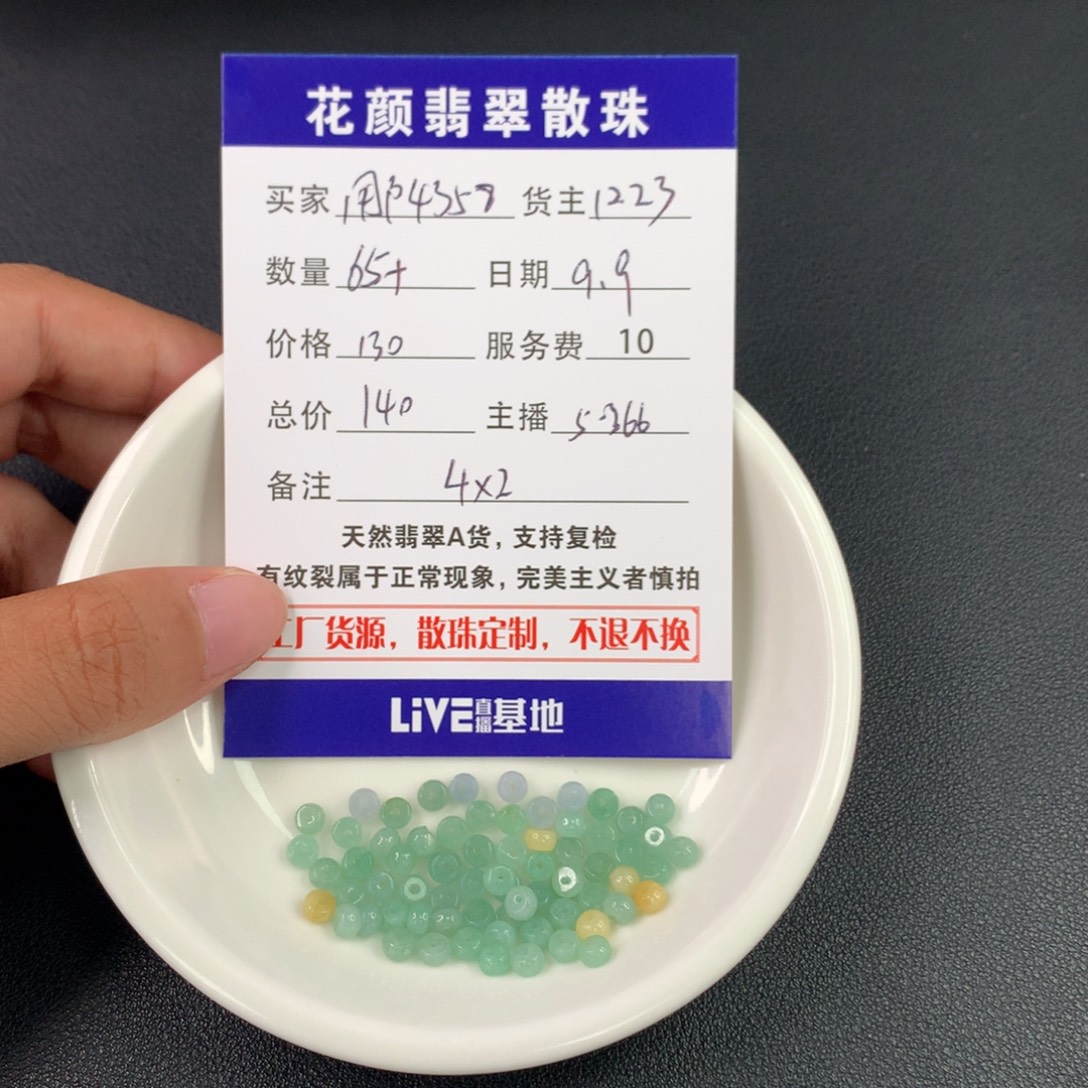 花颜翡翠散珠
买家 用户4358 货主 1223
数量 65+ 日期 9.9
价格 130 服务费 10
总价 140 主播 5366
备注 4x2
天然翡翠A货，支持复检
有纹裂属于正常现象，完美主义者慎拍
工厂货源，散珠定制，不退不换
LiVE直播基地